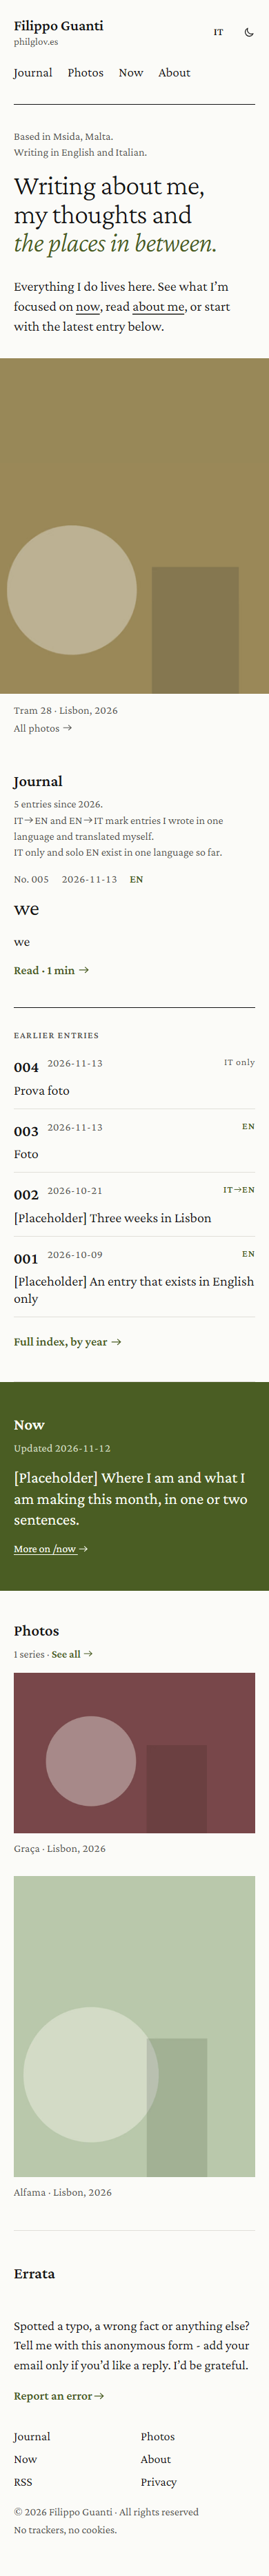 Filippo Guanti
philglov.es
IT
Journal Photos Now About
Based in Msida, Malta.
Writing in English and Italian.
Writing about me,
my thoughts and
the places in between.
Everything I do lives here. See what I'm
focused on now, read about me, or start
with the latest entry below.
Tram 28 · Lisbon, 2026
All photos →
Journal
5 entries since 2026.
IT→EN and EN→IT mark entries I wrote in one
language and translated myself.
IT only and solo EN exist in one language so far.
No. 005 2026-11-13 EN
we
we
Read · 1 min →
EARLIER ENTRIES
004 2026-11-13 IT only
Prova foto
003 2026-11-13 EN
Foto
002 2026-10-21 IT→EN
[Placeholder] Three weeks in Lisbon
001 2026-10-09 EN
[Placeholder] An entry that exists in English
only
Full index, by year →
Now
Updated 2026-11-12
[Placeholder] Where I am and what I
am making this month, in one or two
sentences.
More on /now →
Photos
1 series · See all →
Graça · Lisbon, 2026
Alfama · Lisbon, 2026
Errata
Spotted a typo, a wrong fact or anything else?
Tell me with this anonymous form - add your
email only if you'd like a reply. I'd be grateful.
Report an error→
Journal Photos
Now About
RSS Privacy
© 2026 Filippo Guanti · All rights reserved
No trackers, no cookies.